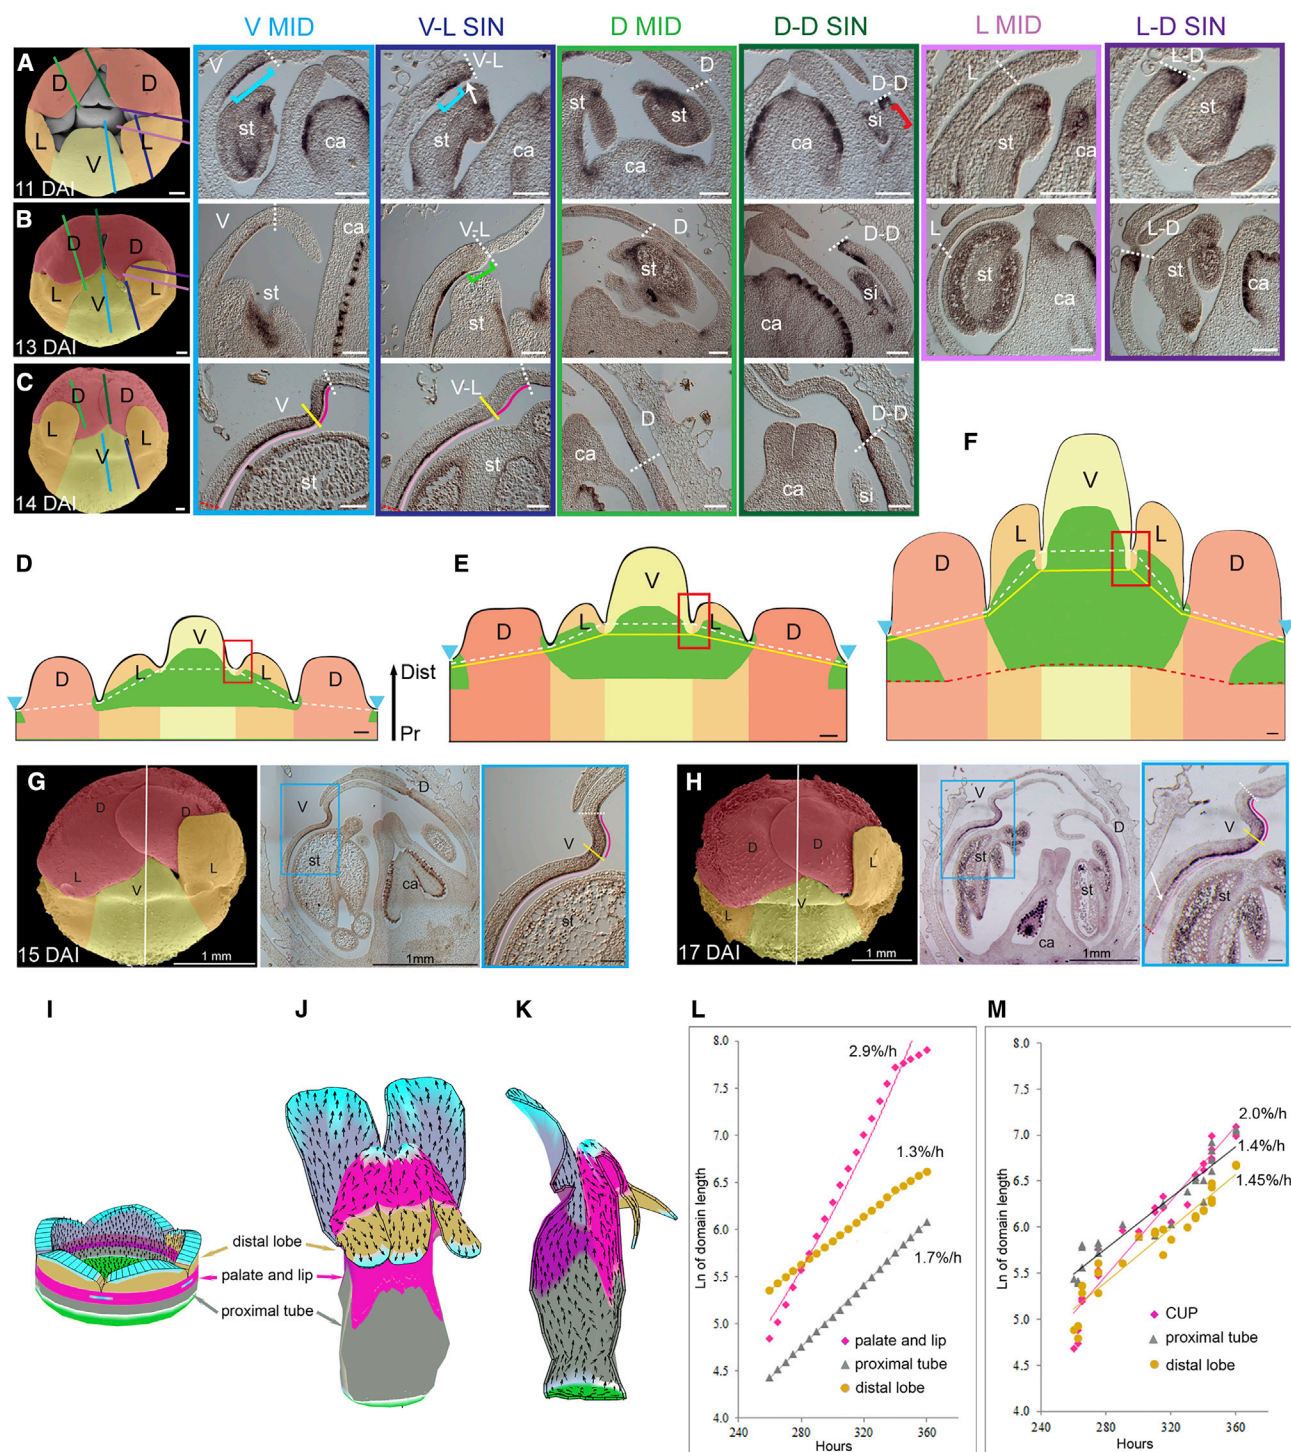 V MID V-L SIN D MID D-D SIN L MID L-D SIN
A D D L L V 11 DAI
V st ca
V-L st ca
D st st ca
D-D si ca
L st ca
L-D st
B D D L L V 13 DAI
V st ca
V-L st
D st
D-D si ca
L st ca
L-D st ca
C D D L L V 14 DAI
V st
V-L st
D ca
D-D ca si
D
D L V L D
Dist
Pr
E
D L V L D
F
D L V L D
G
D D L L V
15 DAI 1 mm
V D st ca 1mm
V st
H
D D L L V
17 DAI 1 mm
V D st st ca 1mm
V st
I
J
K
distal lobe
palate and lip
proximal tube
L
Ln of domain length
8.0
7.5
7.0
6.5
6.0
5.5
5.0
4.5
4.0
240 280 320 360
Hours
2.9%/h
1.3%/h
1.7%/h
palate and lip
proximal tube
distal lobe
M
Ln of domain length
8.0
7.5
7.0
6.5
6.0
5.5
5.0
4.5
4.0
240 280 320 360
Hours
2.0%/h
1.4%/h
1.45%/h
CUP
proximal tube
distal lobe